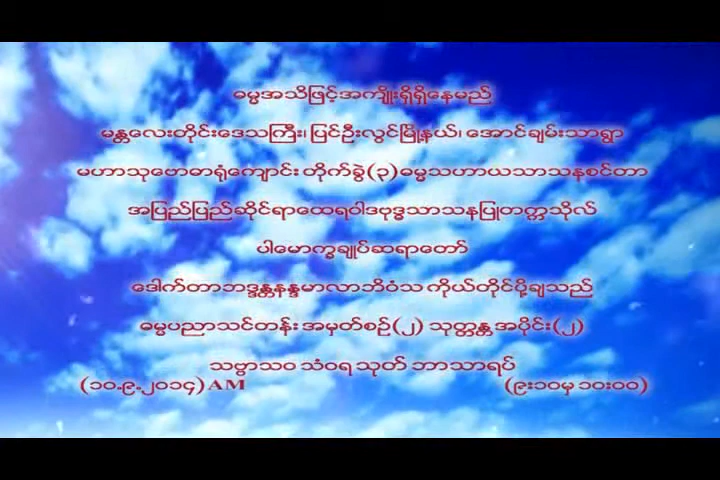 ဓမ္မအသိဖြင့်အကျိုးရှိရှိနေမည်
မန္တလေးတိုင်းဒေသကြီး၊ ပြင်ဦးလွင်မြို့နယ်၊ အောင်ချမ်းသာရွာ
မဟာသုဗောဓာရုံကျောင်း တိုက်ခွဲ(၃)ဓမ္မသဟာယသာသနစင်တာ
အပြည်ပြည်ဆိုင်ရာထေရဝါဒဗုဒ္ဓသာသနပြုတက္ကသိုလ်
ပါမောက္ခချုပ်ဆရာတော်
ဒေါက်တာဘဒ္ဒန္တနန္ဒမာလာဘိဝံသ ကိုယ်တိုင်ပို့ချသည်
ဓမ္မပညာသင်တန်း အမှတ်စဉ်(၂) သုတ္တန္တ အပိုင်း(၂)
သဗ္ဗာသဝ သံဝရ သုတ် ဘာသာရပ်
(၁၀.၉.၂၀၁၄) AM (၉း၁၀မှ ၁၀း၀၀)